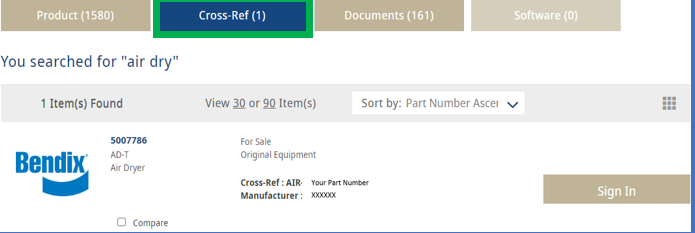 Product (1580) Cross-Ref (1) Documents (161) Software (0)
You searched for "air dry"
1 Item(s) Found View 30 or 90 Item(s) Sort by: Part Number Ascer
Bendix
5007786
AD-T
Air Dryer
For Sale
Original Equipment
Cross-Ref : AIR- Your Part Number
Manufacturer : XXXXXX
Sign In
Compare